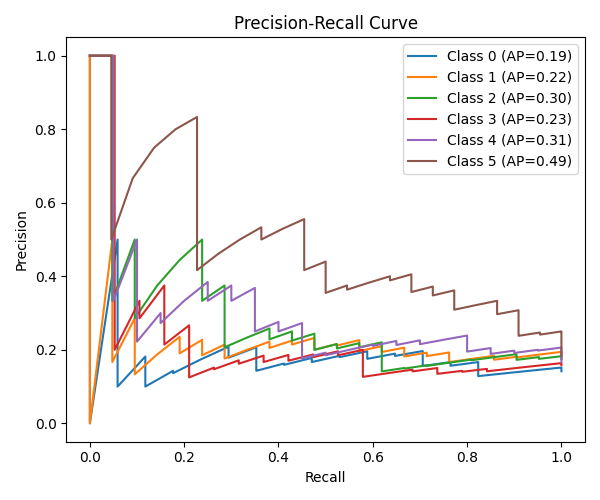 Precision-Recall Curve
Class 0 (AP=0.19)
Class 1 (AP=0.22)
Class 2 (AP=0.30)
Class 3 (AP=0.23)
Class 4 (AP=0.31)
Class 5 (AP=0.49)
Precision
1.0
0.8
0.6
0.4
0.2
0.0
0.0 0.2 0.4 0.6 0.8 1.0
Recall